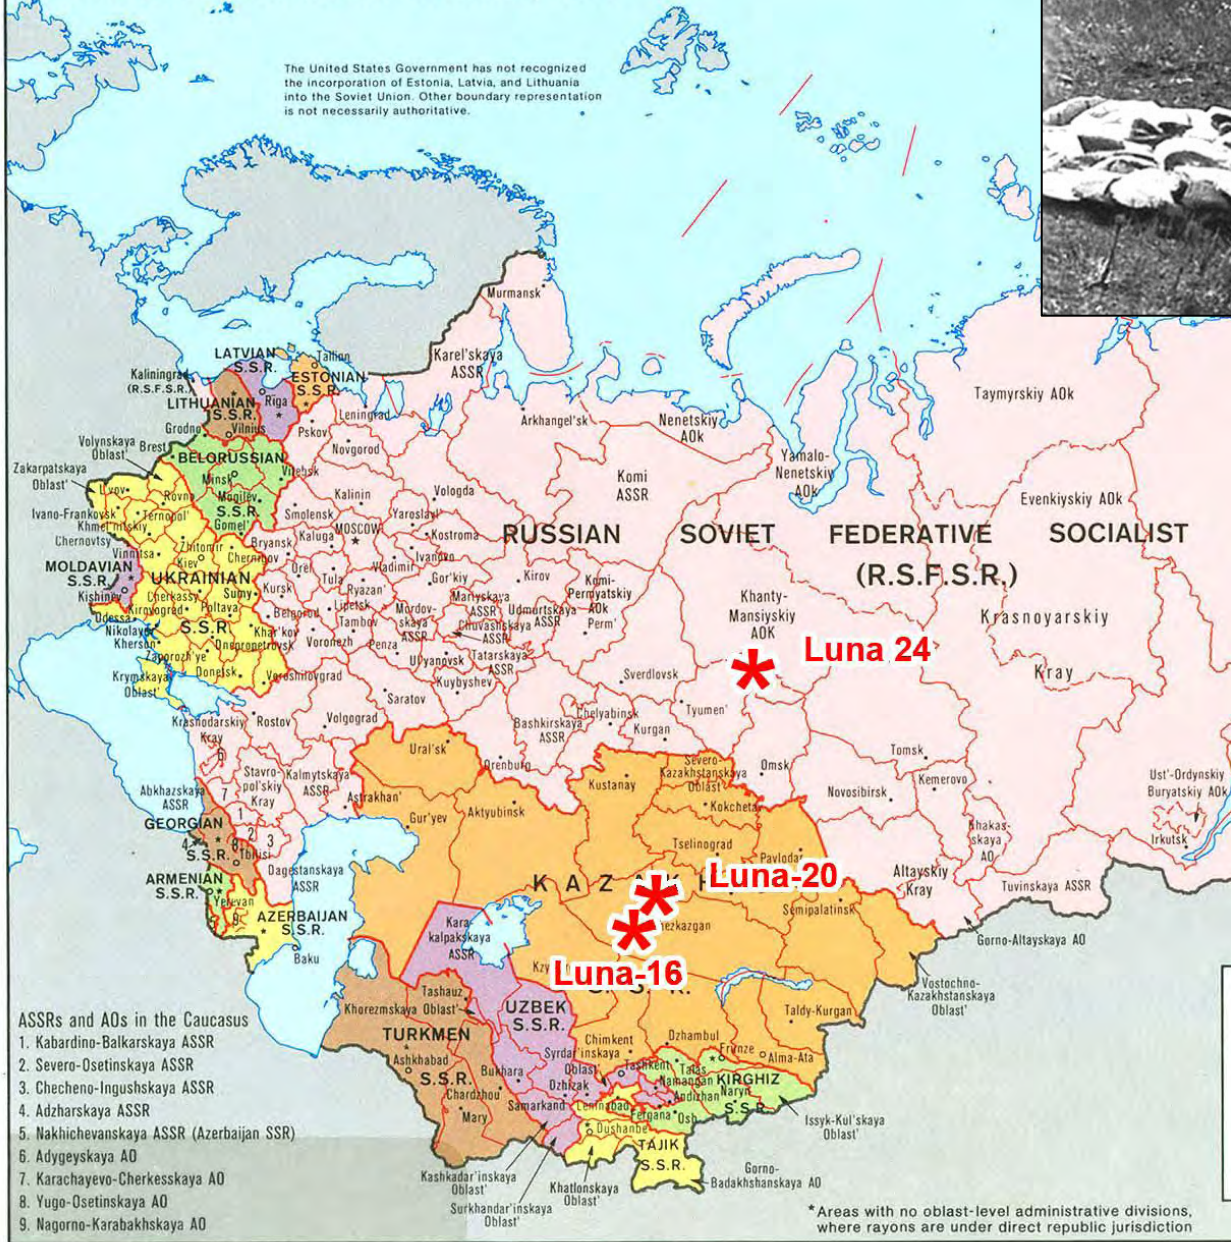 The United States Government has not recognized
the incorporation of Estonia, Latvia, and Lithuania
into the Soviet Union. Other boundary representation
is not necessarily authoritative.
Murmansk
Karel'skaya
ASSR
LATVIAN
S.S.R.
Tallinn
ESTONIAN
S.S.R.
Kaliningrad
(R.S.F.S.R.)
LITHUANIAN
S.S.R.
Rīga
Vilnius
Grodno
Leningrad
Pskov
Novgorod
Arkhangel'sk
Nenetskiy
AOk
Taymyrskiy AOk
Yamalo-
Nenetskiy
AOk
Komi
ASSR
Evenkiyskiy AOk
Volynskaya
Oblast'
Brest
BELORUSSIAN
S.S.R.
Minsk
Vitebsk
Mogilev
Gomel'
Zakarpatskaya
Oblast'
L'vov
Rovno
Ivano-Frankovsk
Ternopol'
Khmel'nitskiy
Chernovtsy
Vinnitsa
Zhitomir
Kiev
Chernigov
Smolensk
Kalinin
Vologda
Yaroslavl'
Kostroma
MOSCOW
Kaluga
Bryansk
Vladimir
Ivanovo
Orel
Tula
Ryazan'
Gor'kiy
Kirov
RUSSIAN SOVIET FEDERATIVE SOCIALIST
(R.S.F.S.R.)
MOLDAVIAN
S.S.R.
Kishinev
UKRAINIAN
S.S.R.
Cherkassy
Sumy
Kursk
Kirovograd
Poltava
Odessa
Nikolayev
Kherson
Khar'kov
Dnepropetrovsk
Zaporozh'ye
Donetsk
Voroshilovgrad
Krymskaya
Oblast'
Belgorod
Lipetsk
Tambov
Voronezh
Penza
Mordov-
skaya
ASSR
Mariyskaya
ASSR
Chuvashskaya
ASSR
Udmurtskaya
ASSR
Tatarskaya
ASSR
Komi-
Permyatskiy
AOk
Perm'
Khanty-
Mansiyskiy
AOK
Krasnoyarskiy
Kray
Luna 24
Ul'yanovsk
Kuybyshev
Saratov
Sverdlovsk
Tyumen'
Chelyabinsk
Kurgan
Bashkirskaya
ASSR
Orenburg
Omsk
Tomsk
Kemerovo
Novosibirsk
Khakas-
skaya
AO
Altayskiy
Kray
Tuvinskaya ASSR
Gorno-Altayskaya AO
Ust'-Ordynskiy
Buryatskiy AOk
Irkutsk
Krasnodarskiy
Kray
Rostov
Volgograd
Stavro-
pol'skiy
Kray
Kalmytskaya
ASSR
Astrakhan'
Abkhazskaya
ASSR
GEORGIAN
S.S.R.
Tbilisi
Dagestanskaya
ASSR
ARMENIAN
S.S.R.
Yerevan
AZERBAIJAN
S.S.R.
Baku
6
7
1
2
3
4
8
5
9
Ural'sk
Gur'yev
Aktyubinsk
Kustanay
Severo-
Kazakhstanskaya
Oblast'
Kokchetav
Tselinograd
Pavlodar
Luna-20
K A Z A K H
S. S. R.
Semipalatinsk
Luna-16
Vostochno-
Kazakhstanskaya
Oblast'
Taldy-Kurgan
Dzhambul
Chimkent
Alma-Ata
Kara-
kalpakskaya
ASSR
Tashauz
Oblast'
Khorezmskaya
UZBEK
S.S.R.
TURKMEN
S.S.R.
Ashkhabad
Chardzhou
Mary
Bukhara
Samarkand
Dzhizak
Syrdar'inskaya
Oblast'
Tashkent
Leninabad
Namangan
Andizhan
Fergana
Osh
Talas
Frunze
KIRGHIZ
S.S.R.
Naryn
Issyk-Kul'skaya
Oblast'
Dushanbe
TAJIK
S.S.R.
Gorno-
Badakhshanskaya AO
Kashkadar'inskaya
Oblast'
Surkhandar'inskaya
Oblast'
Khatlonskaya
Oblast'
ASSRs and AOs in the Caucasus
1. Kabardino-Balkarskaya ASSR
2. Severo-Osetinskaya ASSR
3. Checheno-Ingushskaya ASSR
4. Adzharskaya ASSR
5. Nakhichevanskaya ASSR (Azerbaijan SSR)
6. Adygeyskaya AO
7. Karachayevo-Cherkesskaya AO
8. Yugo-Osetinskaya AO
9. Nagorno-Karabakhskaya AO
*Areas with no oblast-level administrative divisions,
where rayons are under direct republic jurisdiction